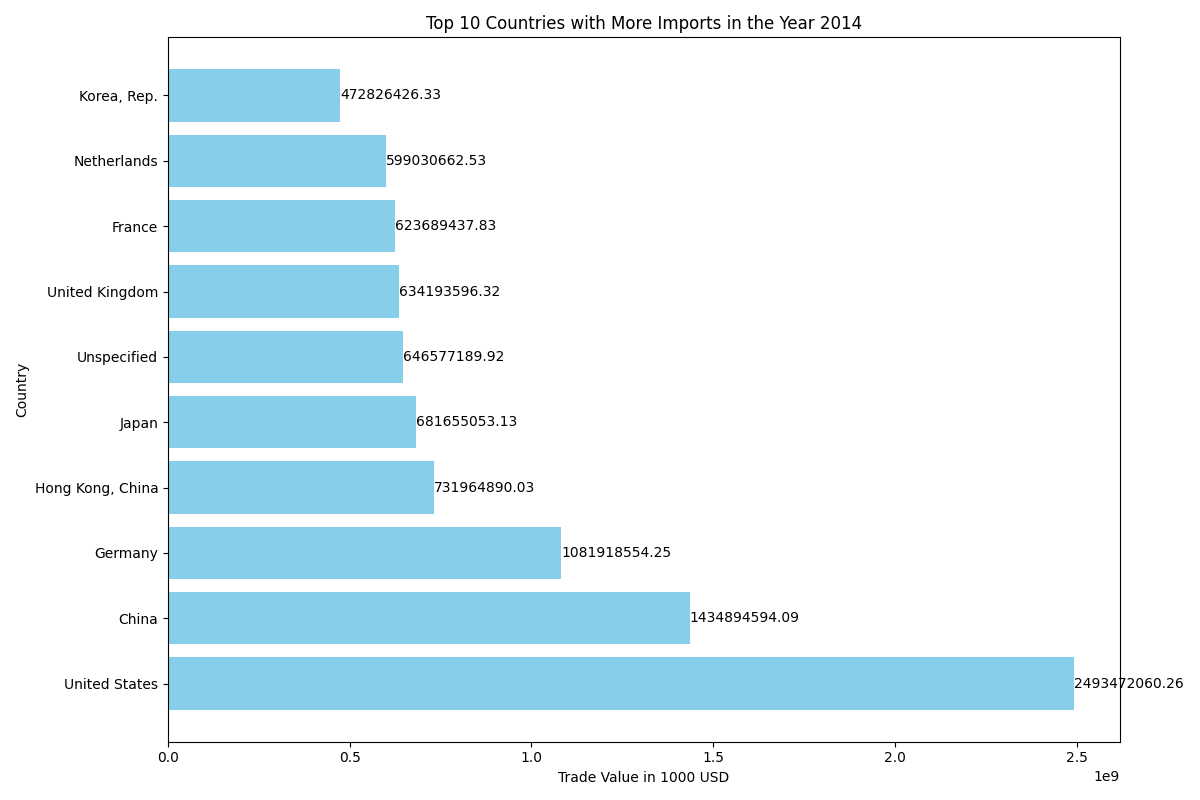 Top 10 Countries with More Imports in the Year 2014
Korea, Rep. 472826426.33
Netherlands 599030662.53
France 623689437.83
United Kingdom 634193596.32
Unspecified 646577189.92
Japan 681655053.13
Hong Kong, China 731964890.03
Germany 1081918554.25
China 1434894594.09
United States 2493472060.26
Country
0.0 0.5 1.0 1.5 2.0 2.5
1e9
Trade Value in 1000 USD